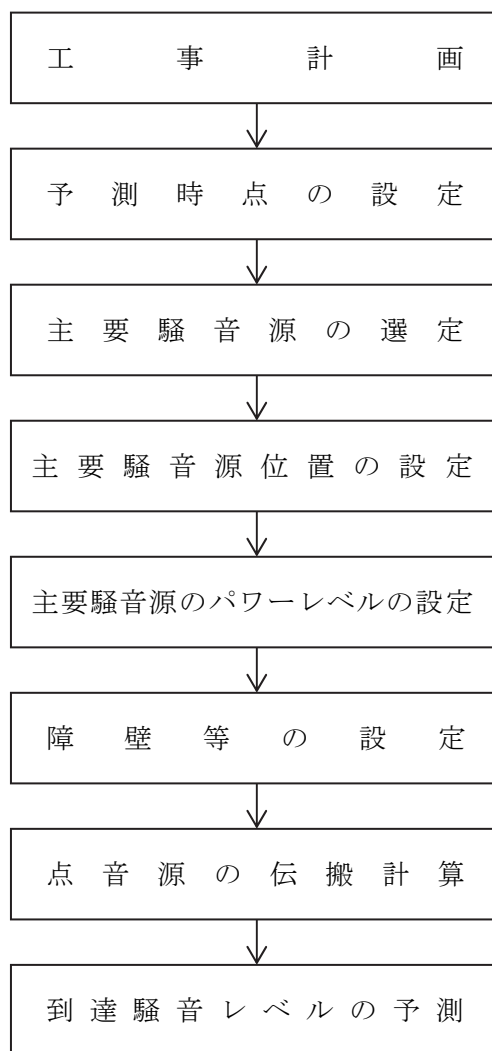 工事計画
予測時点の設定
主要騒音源の選定
主要騒音源位置の設定
主要騒音源のパワーレベルの設定
障壁等の設定
点音源の伝搬計算
到達騒音レベルの予測